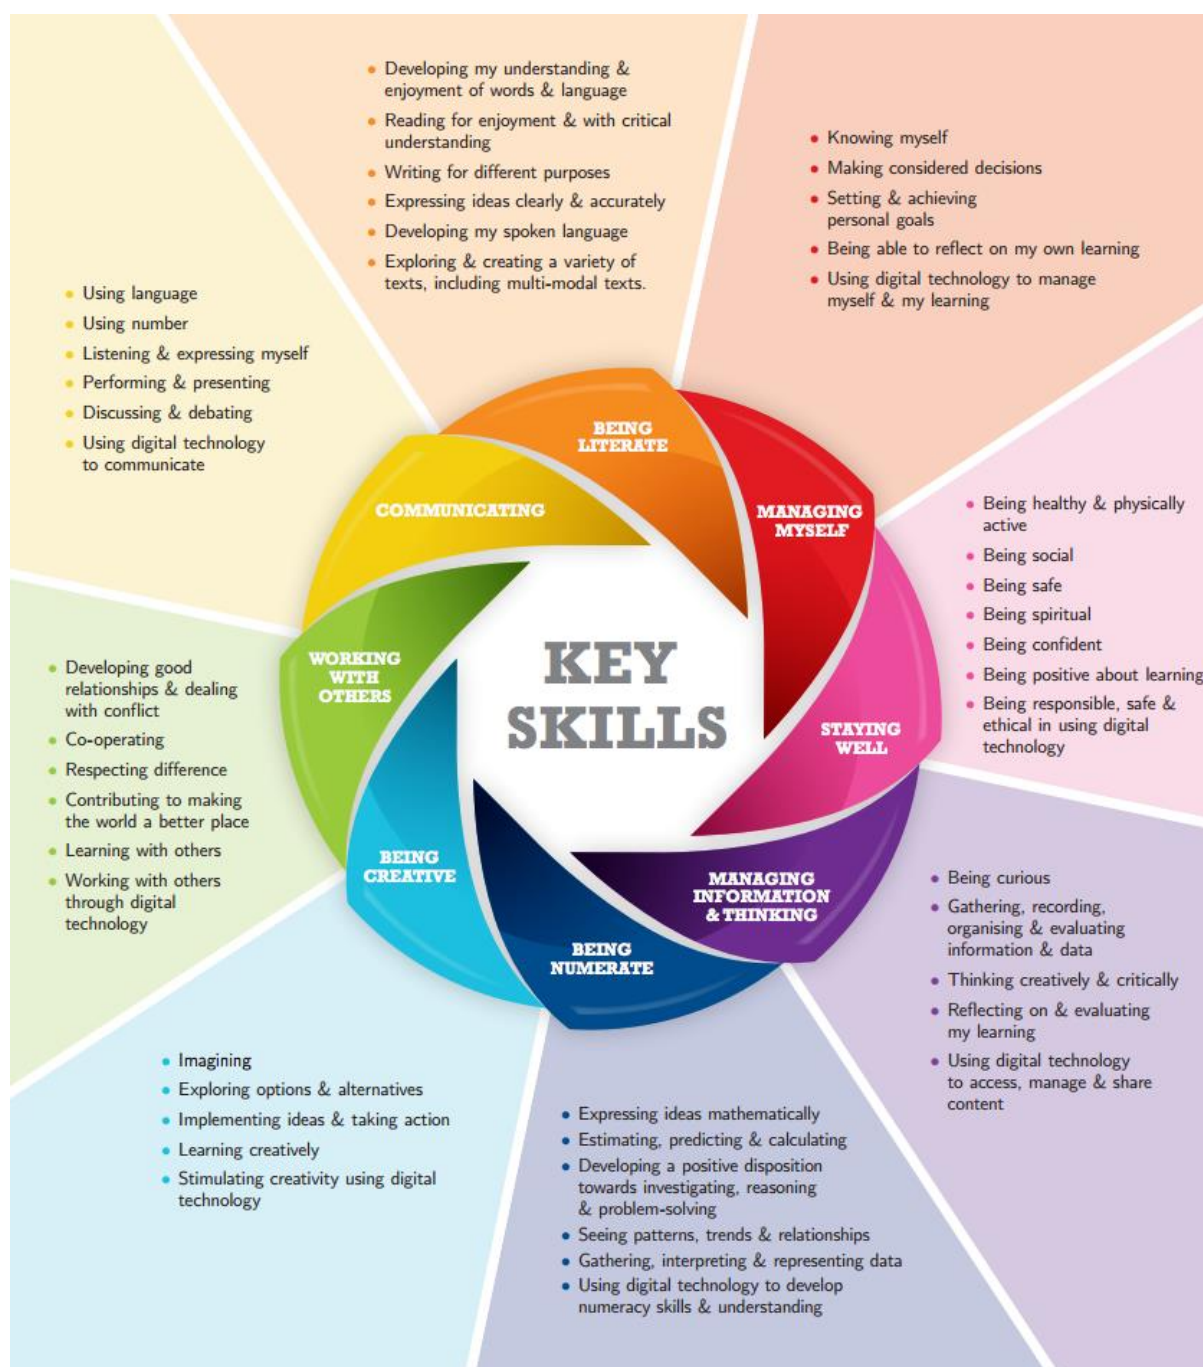 • Developing my understanding &
enjoyment of words & language
• Reading for enjoyment & with critical
understanding
• Writing for different purposes
• Expressing ideas clearly & accurately
• Developing my spoken language
• Exploring & creating a variety of
texts, including multi-modal texts.
• Knowing myself
• Making considered decisions
• Setting & achieving
personal goals
• Being able to reflect on my own learning
• Using digital technology to manage
myself & my learning
• Using language
• Using number
• Listening & expressing myself
• Performing & presenting
• Discussing & debating
• Using digital technology
to communicate
BEING
LITERATE
COMMUNICATING
MANAGING
MYSELF
• Being healthy & physically
active
• Being social
• Being safe
• Being spiritual
• Being confident
• Being positive about learning
• Being responsible, safe &
ethical in using digital
technology
WORKING
WITH
OTHERS
KEY
SKILLS
STAYING
WELL
• Developing good
relationships & dealing
with conflict
• Co-operating
• Respecting difference
• Contributing to making
the world a better place
• Learning with others
• Working with others
through digital
technology
BEING
CREATIVE
BEING
NUMERATE
MANAGING
INFORMATION
& THINKING
• Being curious
• Gathering, recording,
organising & evaluating
information & data
• Thinking creatively & critically
• Reflecting on & evaluating
my learning
• Using digital technology
to access, manage & share
content
• Imagining
• Exploring options & alternatives
• Implementing ideas & taking action
• Learning creatively
• Stimulating creativity using digital
technology
• Expressing ideas mathematically
• Estimating, predicting & calculating
• Developing a positive disposition
towards investigating, reasoning
& problem-solving
• Seeing patterns, trends & relationships
• Gathering, interpreting & representing data
• Using digital technology to develop
numeracy skills & understanding